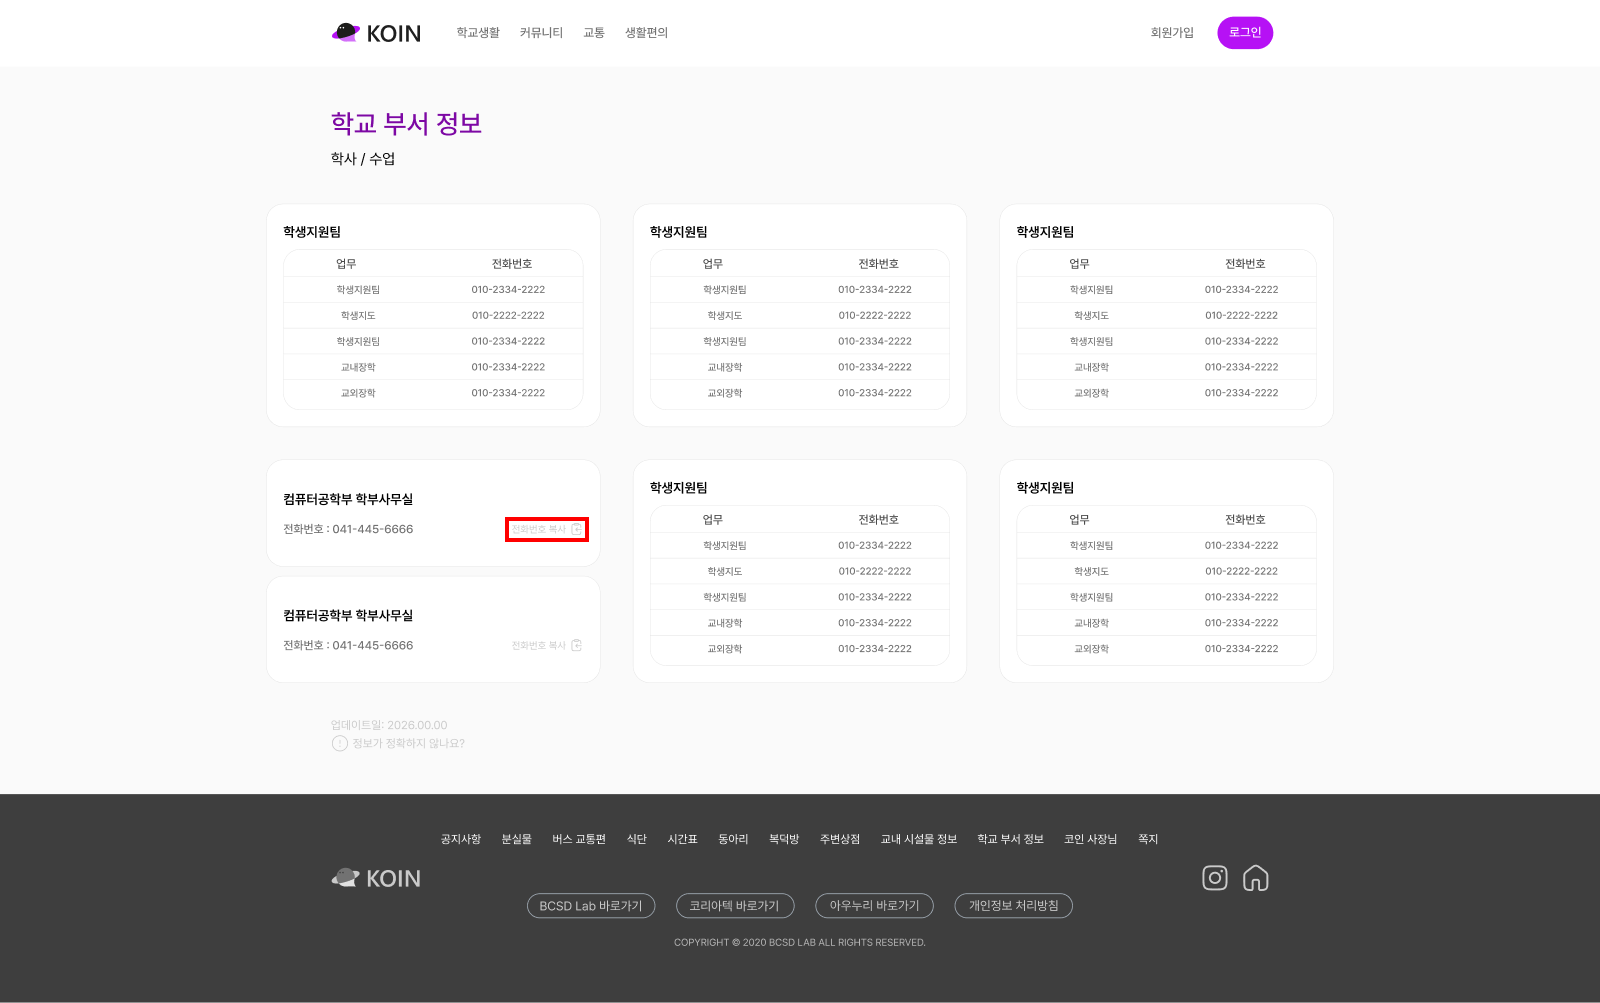 KOIN 학교생활 커뮤니티 교통 생활편의 회원가입 로그인
학교 부서 정보
학사 / 수업
학생지원팀
업무 전화번호
학생지원팀 010-2334-2222
학생지도 010-2222-2222
학생지원팀 010-2334-2222
교내장학 010-2334-2222
교외장학 010-2334-2222
학생지원팀
업무 전화번호
학생지원팀 010-2334-2222
학생지도 010-2222-2222
학생지원팀 010-2334-2222
교내장학 010-2334-2222
교외장학 010-2334-2222
학생지원팀
업무 전화번호
학생지원팀 010-2334-2222
학생지도 010-2222-2222
학생지원팀 010-2334-2222
교내장학 010-2334-2222
교외장학 010-2334-2222
컴퓨터공학부 학부사무실
전화번호 : 041-445-6666 전화번호 복사
컴퓨터공학부 학부사무실
전화번호 : 041-445-6666 전화번호 복사
학생지원팀
업무 전화번호
학생지원팀 010-2334-2222
학생지도 010-2222-2222
학생지원팀 010-2334-2222
교내장학 010-2334-2222
교외장학 010-2334-2222
학생지원팀
업무 전화번호
학생지원팀 010-2334-2222
학생지도 010-2222-2222
학생지원팀 010-2334-2222
교내장학 010-2334-2222
교외장학 010-2334-2222
업데이트일: 2026.00.00
정보가 정확하지 않나요?
공지사항 분실물 버스 교통편 식단 시간표 동아리 복덕방 주변상점 교내 시설물 정보 학교 부서 정보 코인 사장님 쪽지
KOIN
BCSD Lab 바로가기 코리아텍 바로가기 아우누리 바로가기 개인정보 처리방침
COPYRIGHT © 2020 BCSD LAB ALL RIGHTS RESERVED.